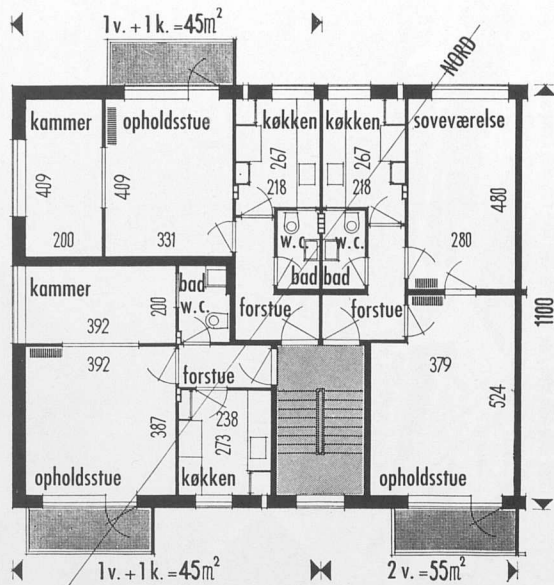 1v. + 1k. = 45m²
NORD
kammer
opholdsstue
køkken
køkken
soveværelse
409
409
267
218
267
218
480
200
331
280
w.c.
w.c.
bad
bad
kammer
200
bad
w.c.
forstue
forstue
392
1100
392
forstue
379
387
238
273
524
opholdsstue
køkken
opholdsstue
1v. + 1k. = 45m²
2 v. = 55m²